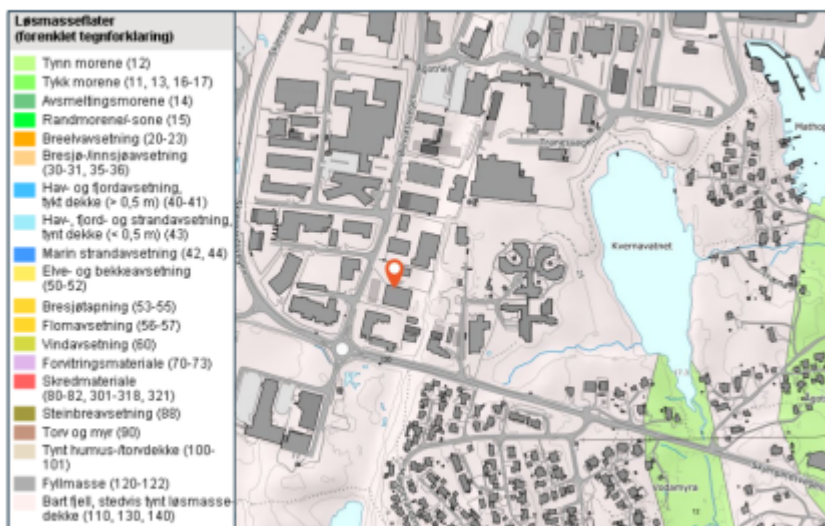 Løsmasseflater
(forenklet tegnforklaring)
Tynn morene (12)
Tykk morene (11, 13, 16-17)
Avsmeltingsmorene (14)
Randmorene/-sone (15)
Breelvavsetning (20-23)
Bresjø-/innsjøavsetning
(30-31, 35-36)
Hav- og fjordavsetning,
tykt dekke (> 0,5 m) (40-41)
Hav-, fjord- og strandavsetning,
tynt dekke (< 0,5 m) (43)
Marin strandavsetning (42, 44)
Elve- og bekkeavsetning
(50-52)
Bresjøtapning (53-55)
Flomavsetning (56-57)
Vindavsetning (60)
Forvitringsmateriale (70-73)
Skredmateriale
(80-82, 301-318, 321)
Steinbreavsetning (88)
Torv og myr (90)
Tynt humus-/torvdekke (100-
101)
Fyllmasse (120-122)
Bart fjell, stedvis tynt løsmasse-
dekke (110, 130, 140)
Ågotnes
Kvernavatnet
Vodamyra
12